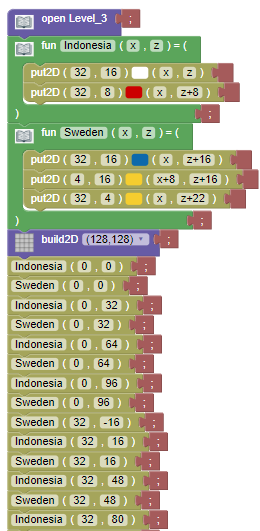 open Level_3 ;
fun Indonesia ( x , z ) = (
put2D ( 32 , 16 ) ( x , z )
put2D ( 32 , 8 ) ( x , z+8 )
) ;
fun Sweden ( x , z ) = (
put2D ( 32 , 16 ) ( x , z+16 )
put2D ( 4 , 16 ) ( x+8 , z+16 )
put2D ( 32 , 4 ) ( x , z+22 )
) ;
build2D (128,128) ;
Indonesia ( 0 , 0 ) ;
Sweden ( 0 , 0 ) ;
Indonesia ( 0 , 32 ) ;
Sweden ( 0 , 32 ) ;
Indonesia ( 0 , 64 ) ;
Sweden ( 0 , 64 ) ;
Indonesia ( 0 , 96 ) ;
Sweden ( 0 , 96 ) ;
Sweden ( 32 , -16 ) ;
Indonesia ( 32 , 16 ) ;
Sweden ( 32 , 16 ) ;
Indonesia ( 32 , 48 ) ;
Sweden ( 32 , 48 ) ;
Indonesia ( 32 , 80 ) ;